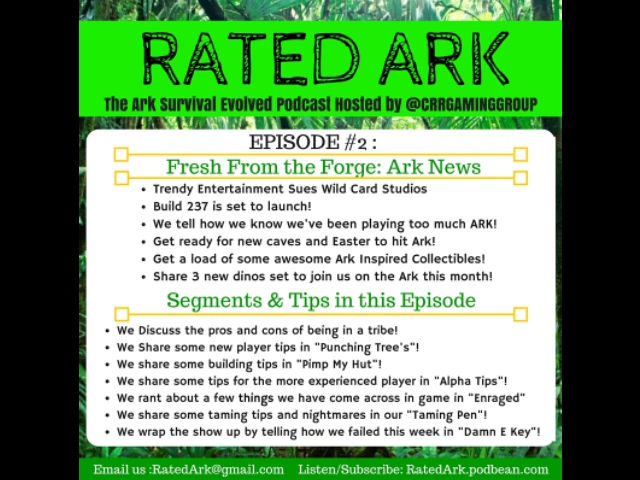 RATED ARK
The Ark Survival Evolved Podcast Hosted by @CRRGAMINGGROUP
EPISODE #2 :
Fresh From the Forge: Ark News
Trendy Entertainment Sues Wild Card Studios
Build 237 is set to launch!
We tell how we know we've been playing too much ARK!
Get ready for new caves and Easter to hit Ark!
Get a load of some awesome Ark Inspired Collectibles!
Share 3 new dinos set to join us on the Ark this month!
Segments & Tips in this Episode
We Discuss the pros and cons of being in a tribe!
We Share some new player tips in "Punching Tree's"!
We share some building tips in "Pimp My Hut"!
We share some tips for the more experienced player in "Alpha Tips"!
We rant about a few things we have come across in game in "Enraged"
We share some taming tips and nightmares in our "Taming Pen"!
We wrap the show up by telling how we failed this week in "Damn E Key"!
Email us :RatedArk@gmail.com Listen/Subscribe: RatedArk.podbean.com